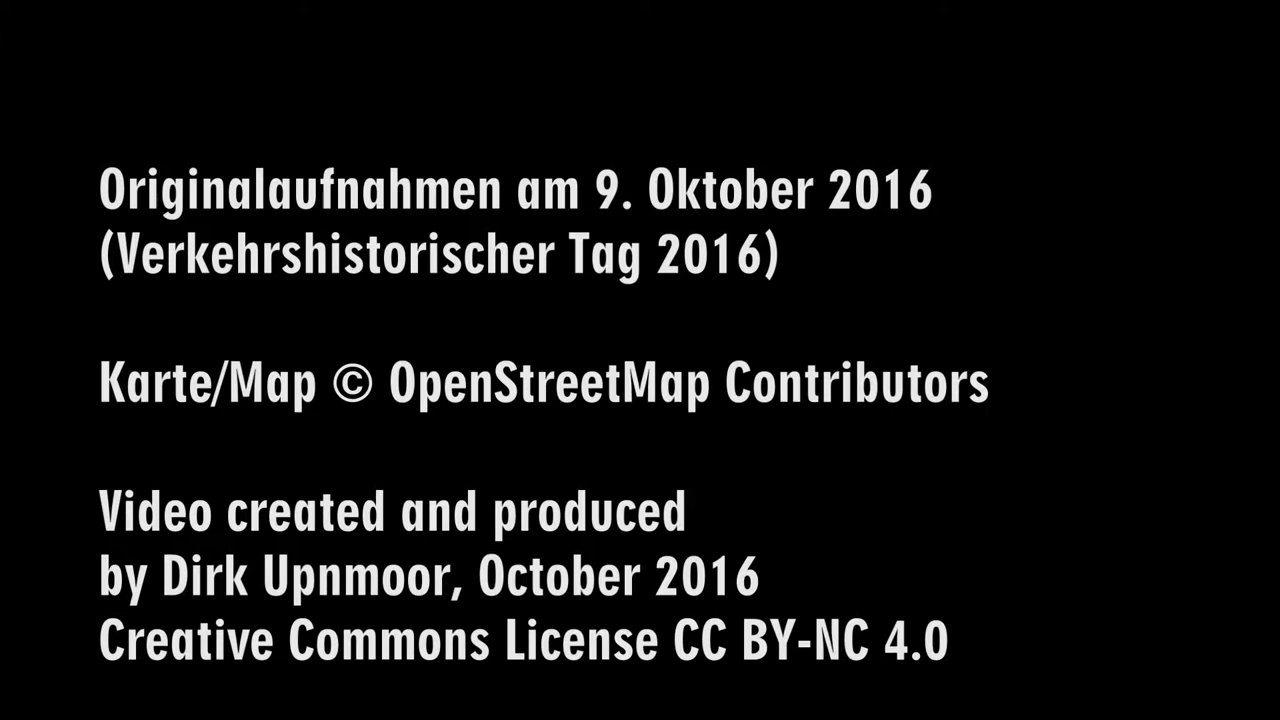 Originalaufnahmen am 9. Oktober 2016
(Verkehrshistorischer Tag 2016)
Karte/Map © OpenStreetMap Contributors
Video created and produced
by Dirk Upnmoor, October 2016
Creative Commons License CC BY-NC 4.0